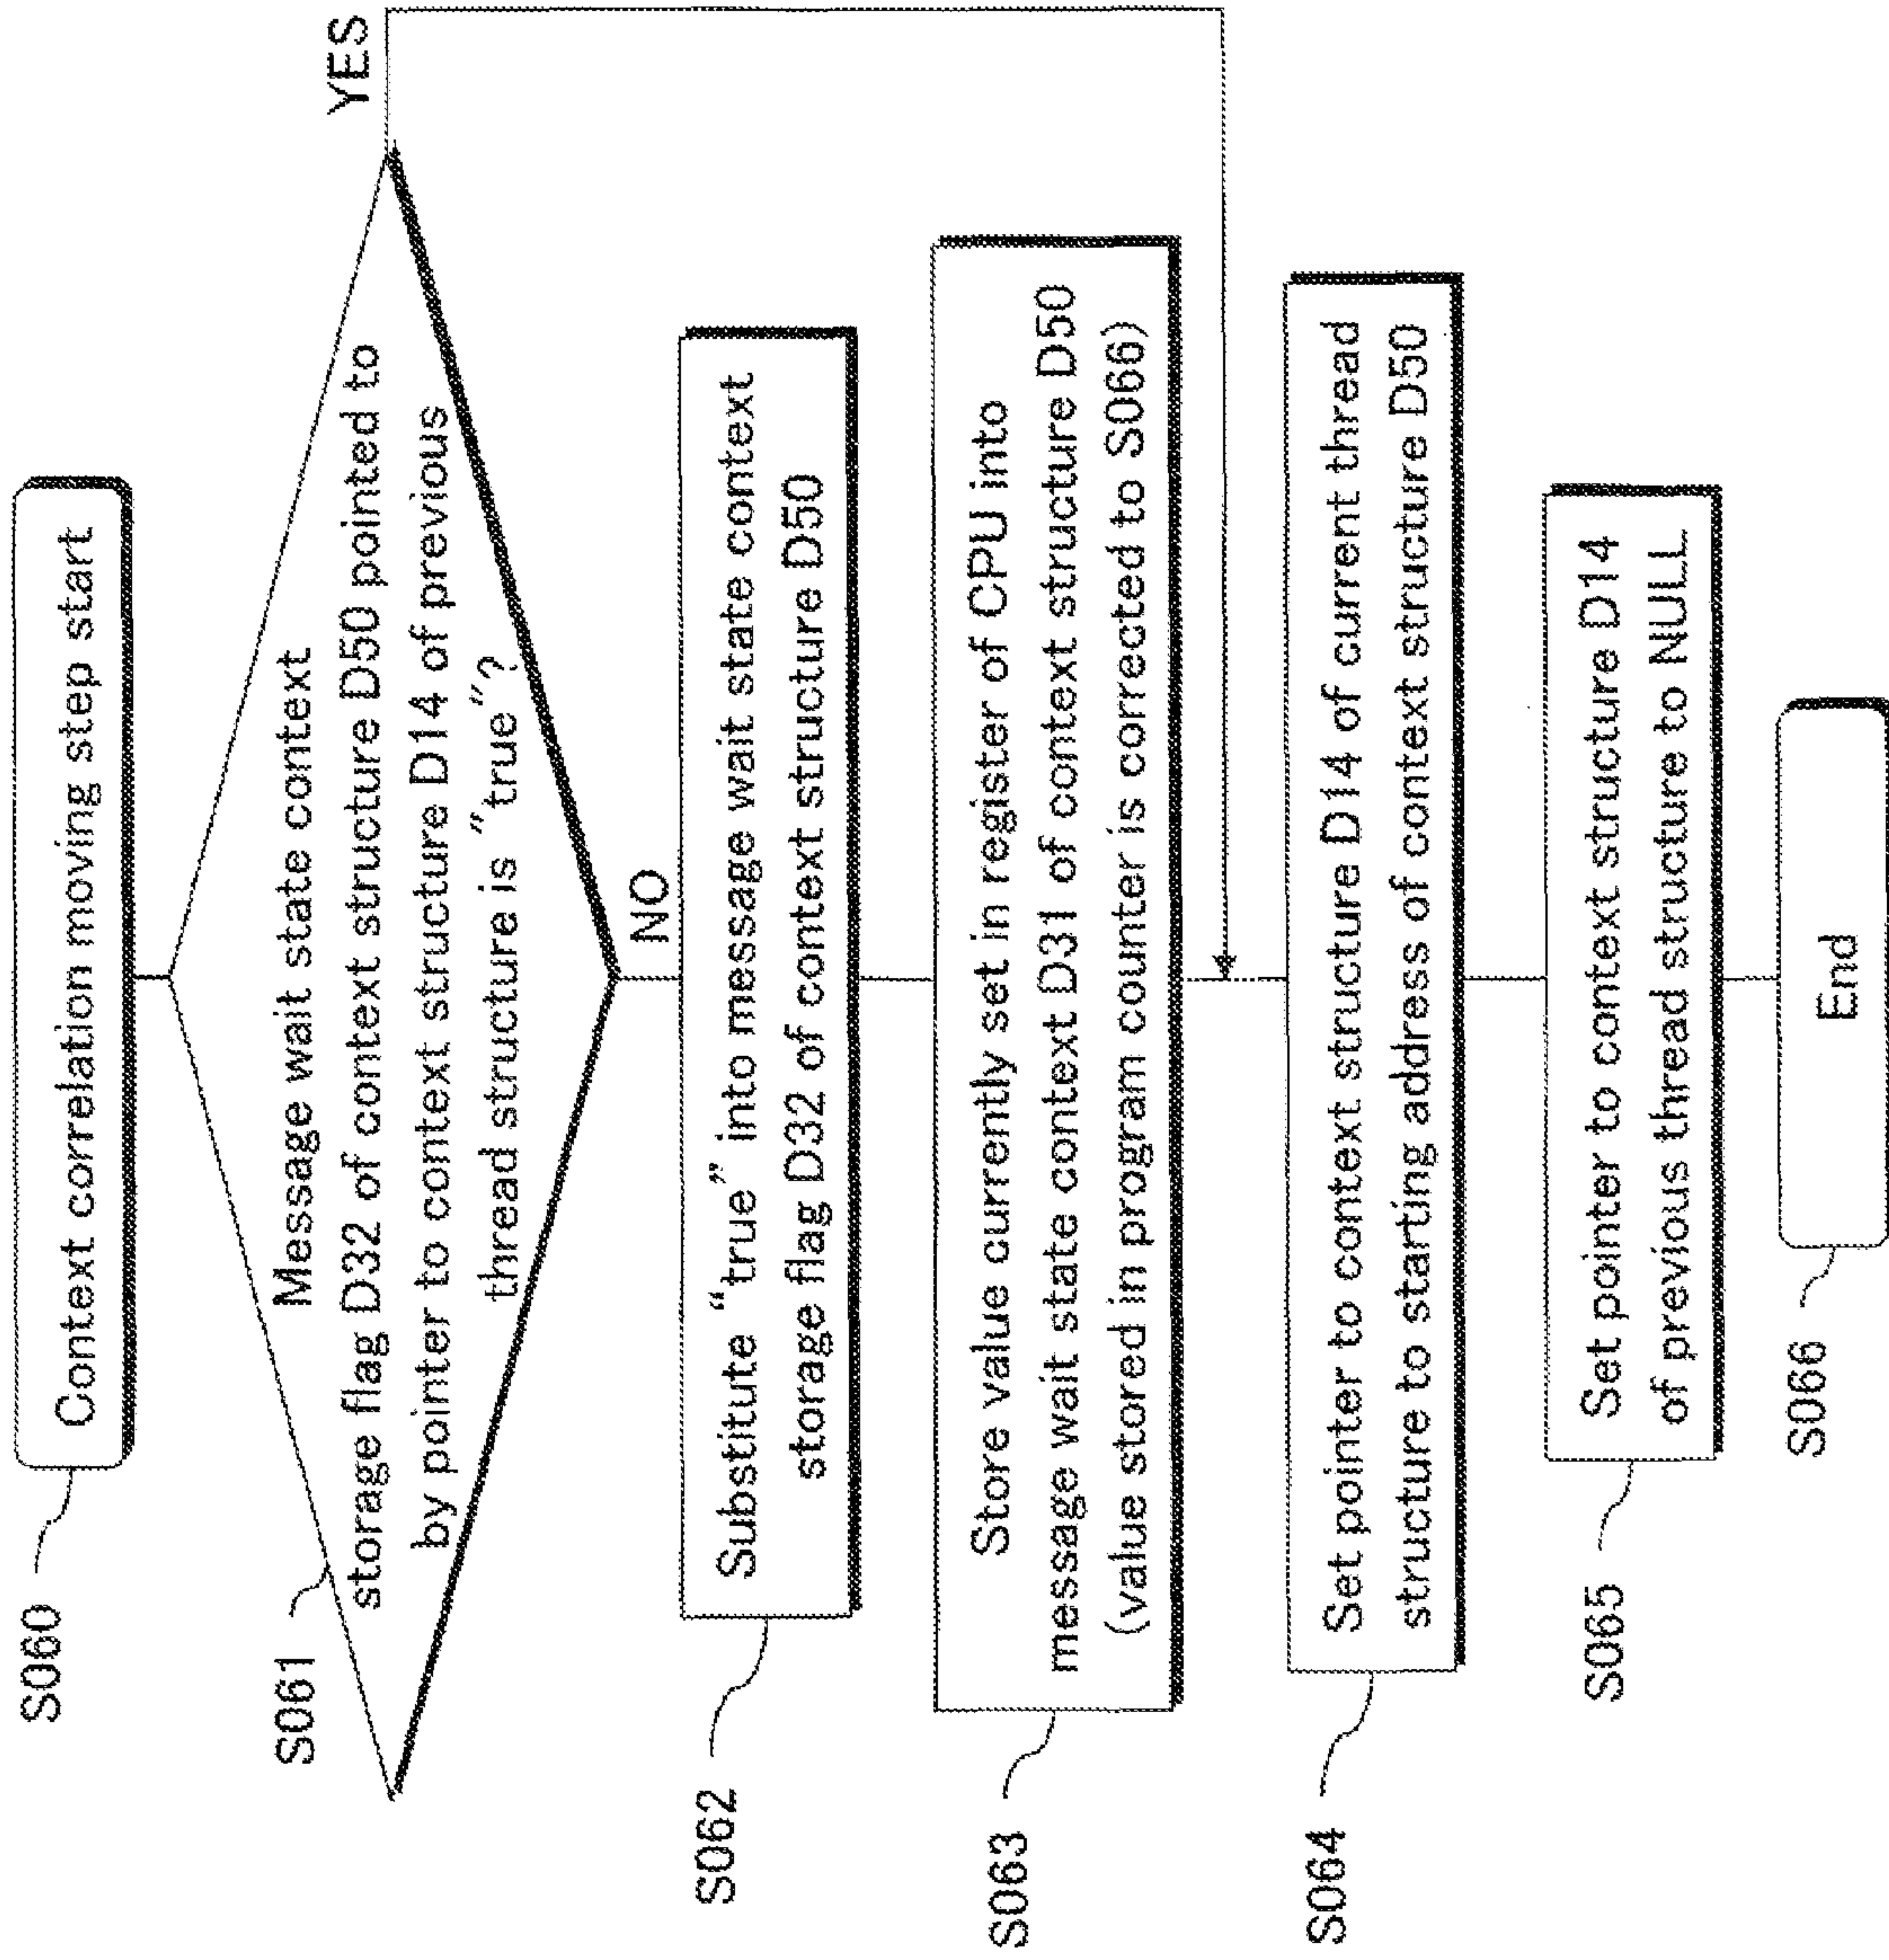 S060
Context correlation moving step start
S061
Message wait state context
storage flag D32 of context structure D50 pointed to
by pointer to context structure D14 of previous
thread structure is "true"?
YES
NO
S062
Substitute "true" into message wait state context
storage flag D32 of context structure D50
S063
Store value currently set in register of CPU into
message wait state context D31 of context structure D50
(value stored in program counter is corrected to S066)
S064
Set pointer to context structure D14 of current thread
structure to starting address of context structure D50
S065
Set pointer to context structure D14
of previous thread structure to NULL
S066
End